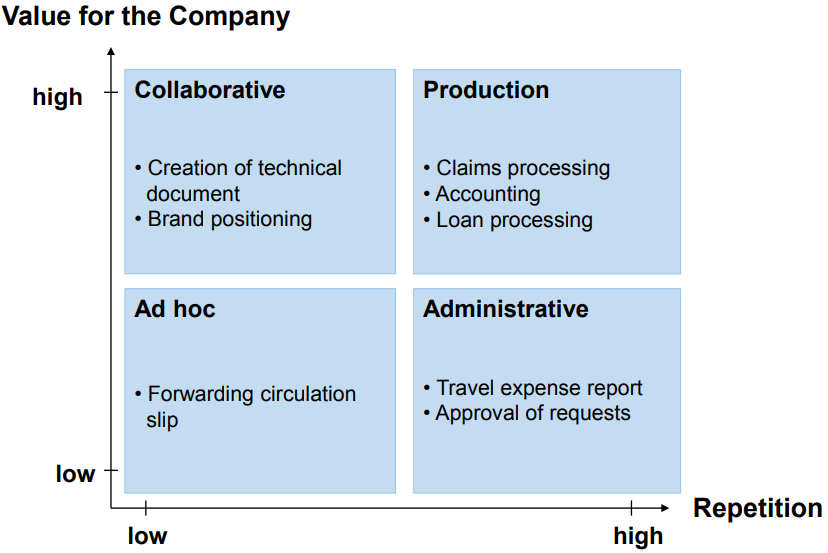 Value for the Company
high
Collaborative
• Creation of technical
document
• Brand positioning
Production
• Claims processing
• Accounting
• Loan processing
Ad hoc
• Forwarding circulation
slip
Administrative
• Travel expense report
• Approval of requests
low
low
high
Repetition